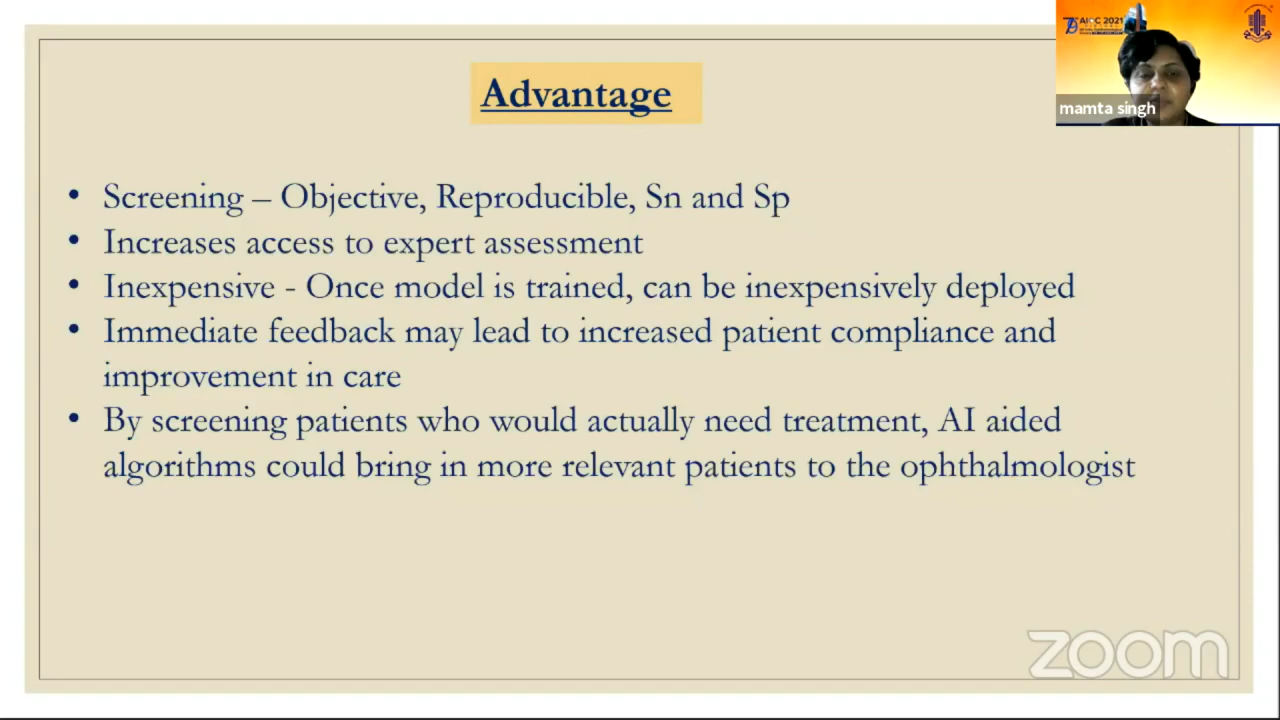 AIOC 2021
mamta singh
Advantage
• Screening – Objective, Reproducible, Sn and Sp
• Increases access to expert assessment
• Inexpensive - Once model is trained, can be inexpensively deployed
• Immediate feedback may lead to increased patient compliance and
improvement in care
• By screening patients who would actually need treatment, AI aided
algorithms could bring in more relevant patients to the ophthalmologist
zoom